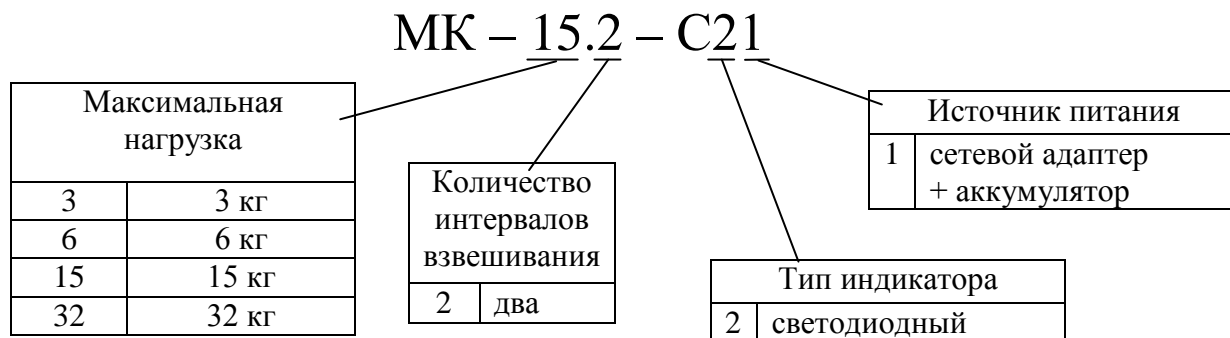 МК – 15.2 – С21
Максимальная
нагрузка
3 3 кг
6 6 кг
15 15 кг
32 32 кг
Количество
интервалов
взвешивания
2 два
Тип индикатора
2 светодиодный
Источник питания
1 сетевой адаптер
+ аккумулятор